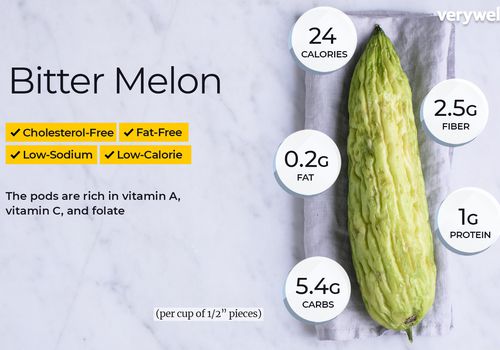 verywel
Bitter Melon
Cholesterol-Free
Fat-Free
Low-Sodium
Low-Calorie
The pods are rich in vitamin A,
vitamin C, and folate
24
CALORIES
2.5G
FIBER
0.2G
FAT
1G
PROTEIN
5.4G
CARBS
(per cup of 1/2” pieces)